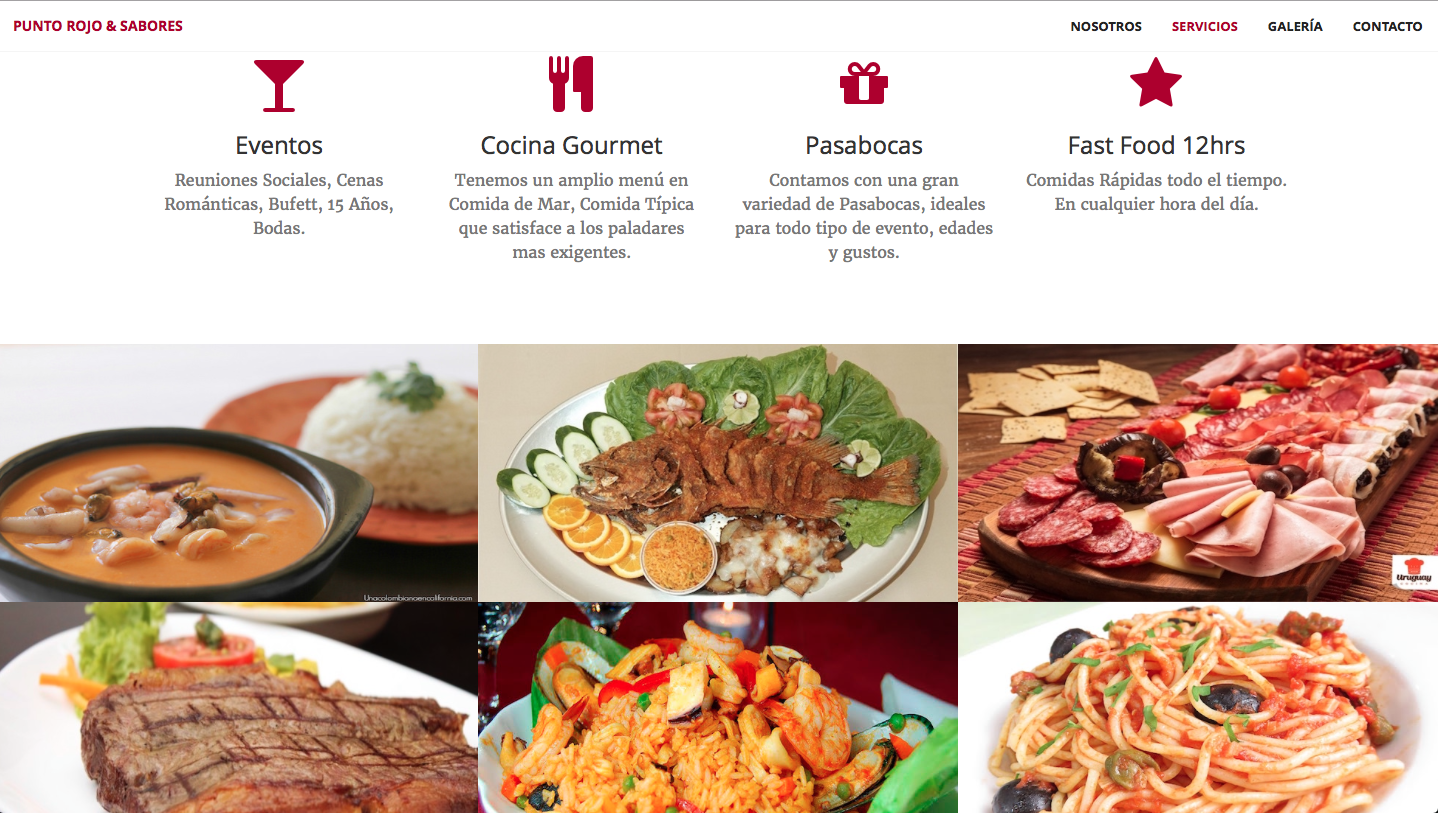 PUNTO ROJO & SABORES
NOSOTROS SERVICIOS GALERÍA CONTACTO
Eventos
Reuniones Sociales, Cenas
Románticas, Bufett, 15 Años,
Bodas.
Cocina Gourmet
Tenemos un amplio menú en
Comida de Mar, Comida Típica
que satisface a los paladares
mas exigentes.
Pasabocas
Contamos con una gran
variedad de Pasabocas, ideales
para todo tipo de evento, edades
y gustos.
Fast Food 12hrs
Comidas Rápidas todo el tiempo.
En cualquier hora del día.
Unacolombianaencalifornia.com
Uruguay